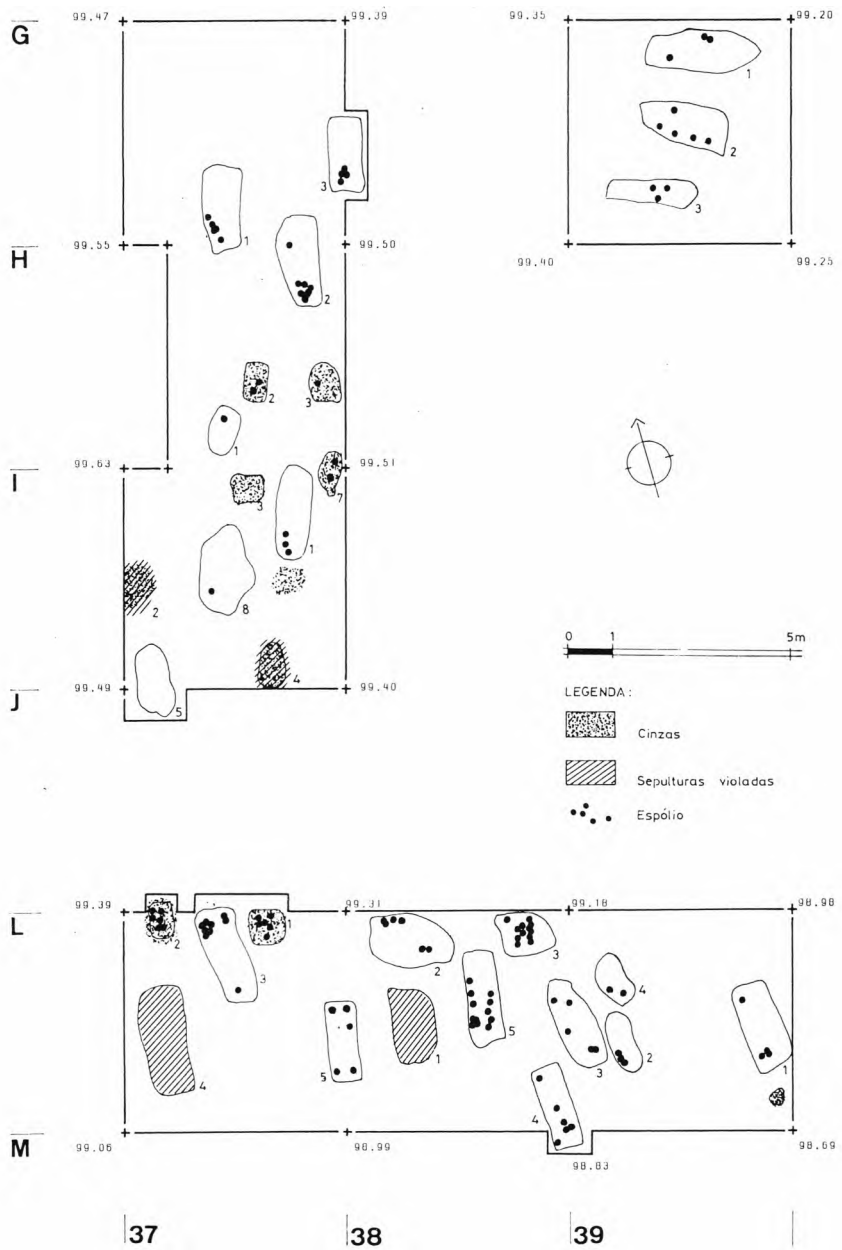 G 99.47 99.39 99.35 99.20
1
2
3
3
1
H 99.55 99.50 99.40 99.25
2
2 3
1
I 99.63 99.51
7
3
1
2 8
4
5
J 99.49 99.40
0 1 5m
LEGENDA:
Cinzas
Sepulturas violadas
Espólio
L 99.39 99.31 99.18 98.98
2 1
3
2 3
4
5
4 5 1
3 2 1
4
M 99.06 98.99 98.83 98.69
37 38 39